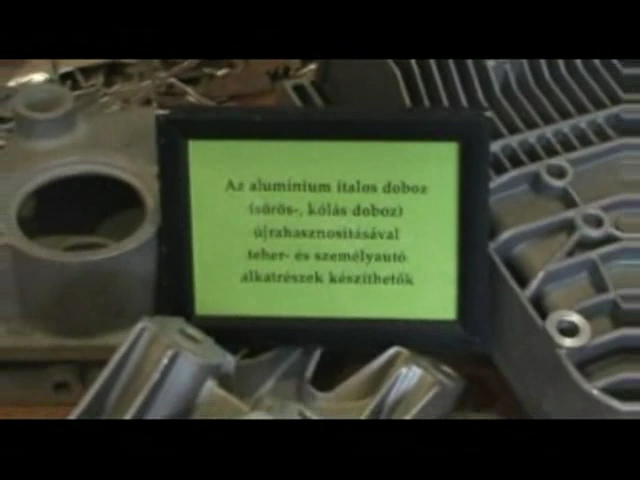 Az alumínium italos doboz
(sörös-, kólás doboz)
újrahasznosításával
teher- és személyautó
alkatrészek készíthetők